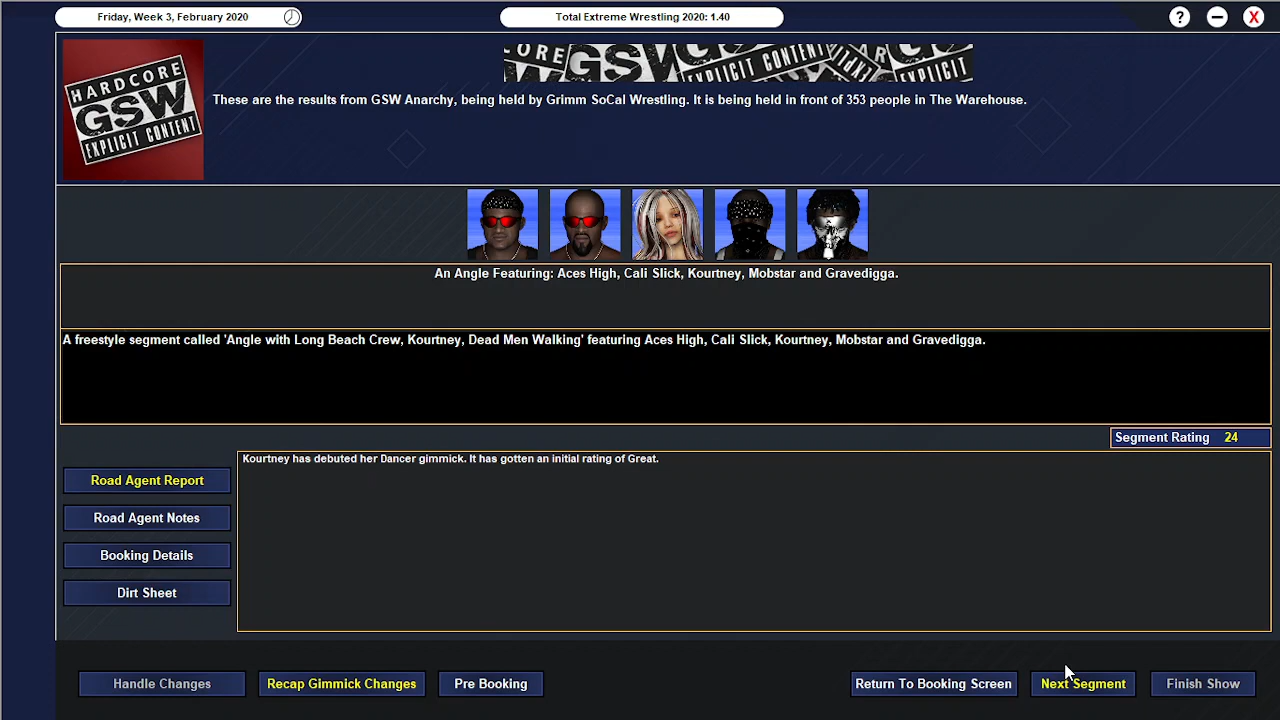 Friday, Week 3, February 2020
Total Extreme Wrestling 2020: 1.40
?
X
HARDCORE
GSW
EXPLICIT CONTENT
ORE
GSW
EXPLICIT CONTENT
EXPLICIT
These are the results from GSW Anarchy, being held by Grimm SoCal Wrestling. It is being held in front of 353 people in The Warehouse.
An Angle Featuring: Aces High, Cali Slick, Kourtney, Mobstar and Gravedigga.
A freestyle segment called 'Angle with Long Beach Crew, Kourtney, Dead Men Walking' featuring Aces High, Cali Slick, Kourtney, Mobstar and Gravedigga.
Segment Rating 24
Kourtney has debuted her Dancer gimmick. It has gotten an initial rating of Great.
Road Agent Report
Road Agent Notes
Booking Details
Dirt Sheet
Handle Changes
Recap Gimmick Changes
Pre Booking
Return To Booking Screen
Next Segment
Finish Show